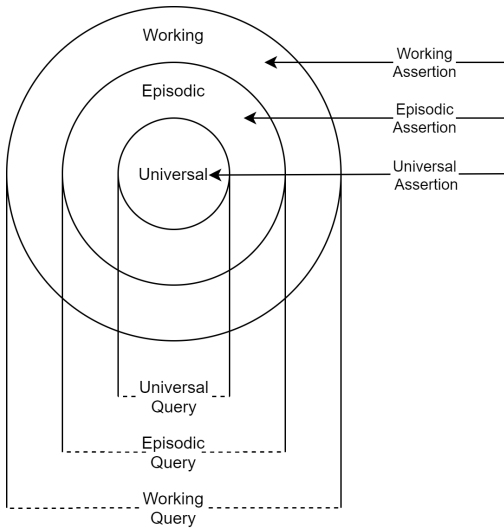 Working
Working
Assertion
Episodic
Episodic
Assertion
Universal
Universal
Assertion
Universal
Query
Episodic
Query
Working
Query